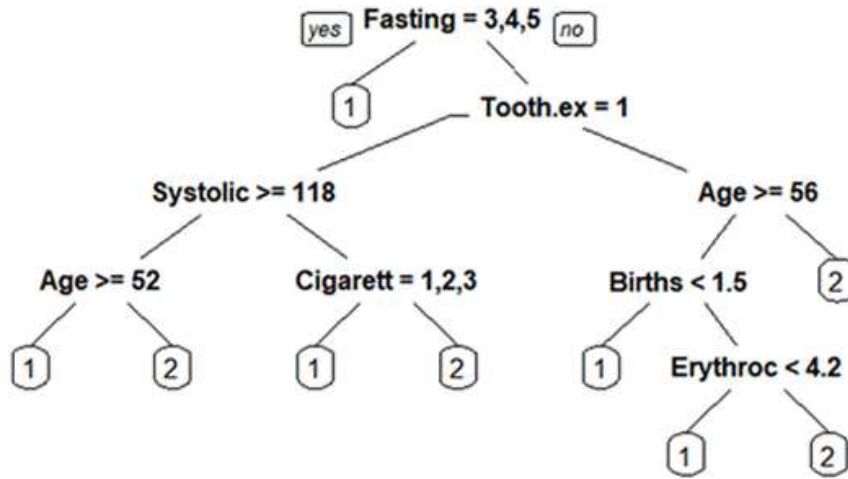 yes Fasting = 3,4,5 no
1 Tooth.ex = 1
Systolic >= 118 Age >= 56
Age >= 52 Cigarett = 1,2,3 Births < 1.5 2
1 2 1 2 1 Erythroc < 4.2
1 2